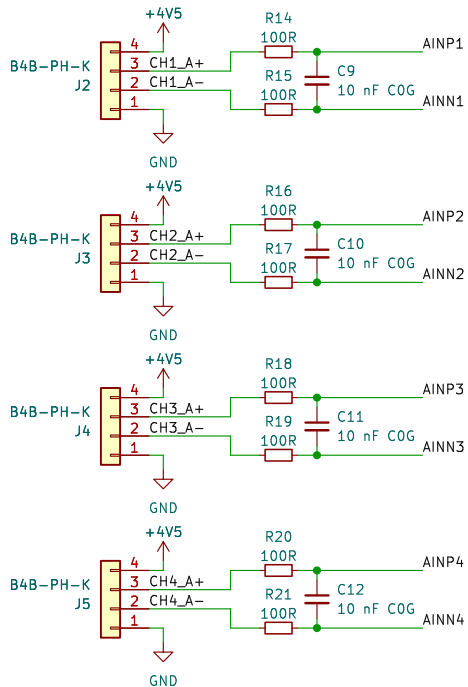 +4V5
R14
100R
AINP1
4
B4B-PH-K
3
CH1_A+
J2
2
CH1_A-
R15
100R
C9
10 nF C0G
1
AINN1
GND
+4V5
R16
100R
AINP2
4
B4B-PH-K
3
CH2_A+
J3
2
CH2_A-
R17
100R
C10
10 nF C0G
1
AINN2
GND
+4V5
R18
100R
AINP3
4
B4B-PH-K
3
CH3_A+
J4
2
CH3_A-
R19
100R
C11
10 nF C0G
1
AINN3
GND
+4V5
R20
100R
AINP4
4
B4B-PH-K
3
CH4_A+
J5
2
CH4_A-
R21
100R
C12
10 nF C0G
1
AINN4
GND